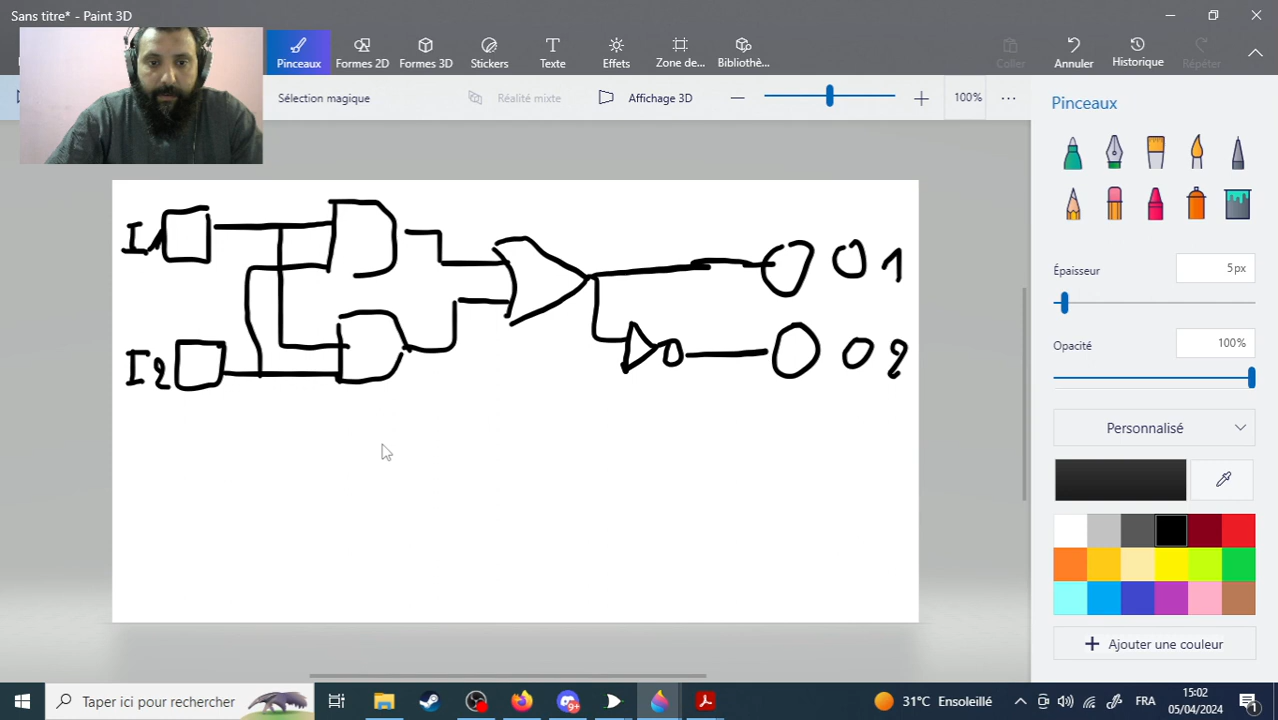 Sans titre* - Paint 3D
Pinceaux
Formes 2D
Formes 3D
Stickers
Texte
Effets
Zone de...
Bibliothè...
Coller
Annuler
Historique
Répéter
Sélection magique
Réalité mixte
Affichage 3D
100%
Pinceaux
Épaisseur
5px
Opacité
100%
Personnalisé
Ajouter une couleur
I1
O1
I2
O2
Taper ici pour rechercher
9+
31°C Ensoleillé
FRA
15:02
05/04/2024
1